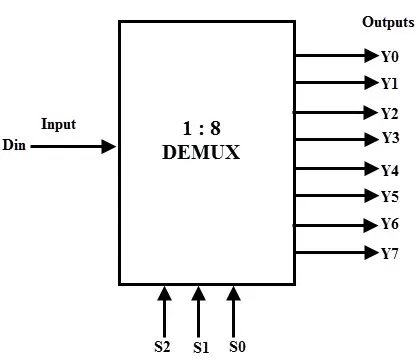 Outputs
Y0
Y1
Y2
Y3
Y4
Y5
Y6
Y7
Input
Din
1 : 8
DEMUX
S2 S1 S0